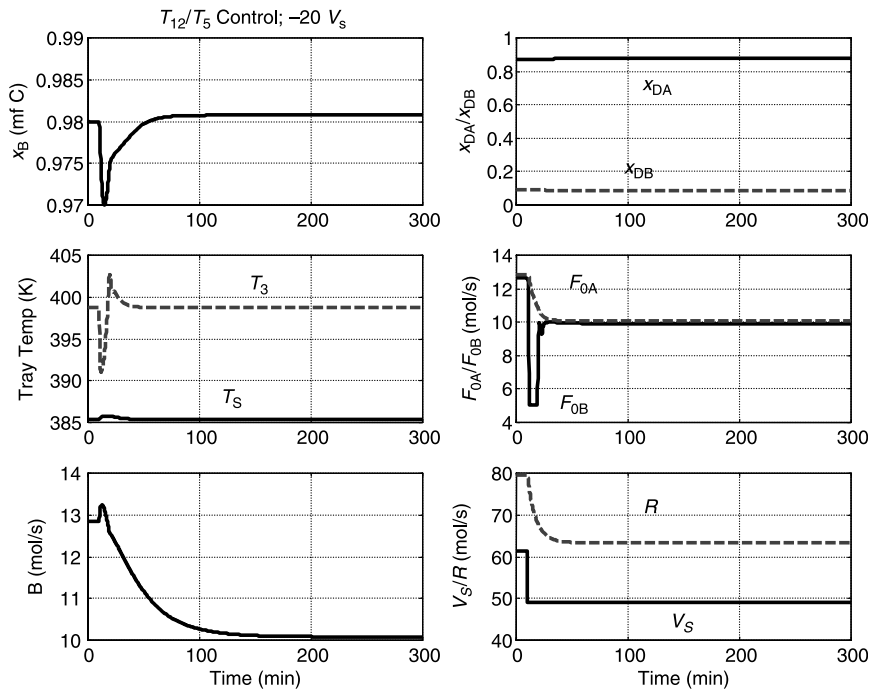 T12/T5 Control; –20 Vs
0.99
0.985
0.98
0.975
0.97
xB (mf C)
0 100 200 300
1
0.8
0.6
0.4
0.2
0
xDA/xDB
xDA
xDB
0 100 200 300
405
400
395
390
385
Tray Temp (K)
T3
TS
0 100 200 300
14
12
10
8
6
4
F0A/F0B (mol/s)
F0A
F0B
0 100 200 300
14
13
12
11
10
B (mol/s)
0 100 200 300
Time (min)
80
70
60
50
40
VS/R (mol/s)
R
VS
0 100 200 300
Time (min)